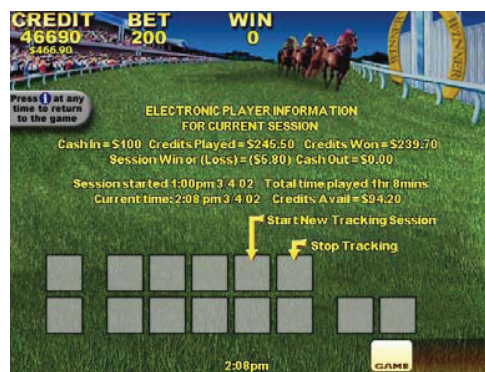 CREDIT BET WIN
46690 200 0
$466.90
WINNER WINNER
Press i at any
time to return
to the game
ELECTRONIC PLAYER INFORMATION
FOR CURRENT SESSION
Cash In = $100 Credits Played = $245.50 Credits Won = $239.70
Session Win or (Loss) = ($5.80) Cash Out = $0.00
Session started 1:00pm 3/4/02 Total time played 1hr 8mins
Current time: 2:08 pm 3/4/02 Credits Avail = $94.20
Start New Tracking Session
Stop Tracking
2:08pm
GAME